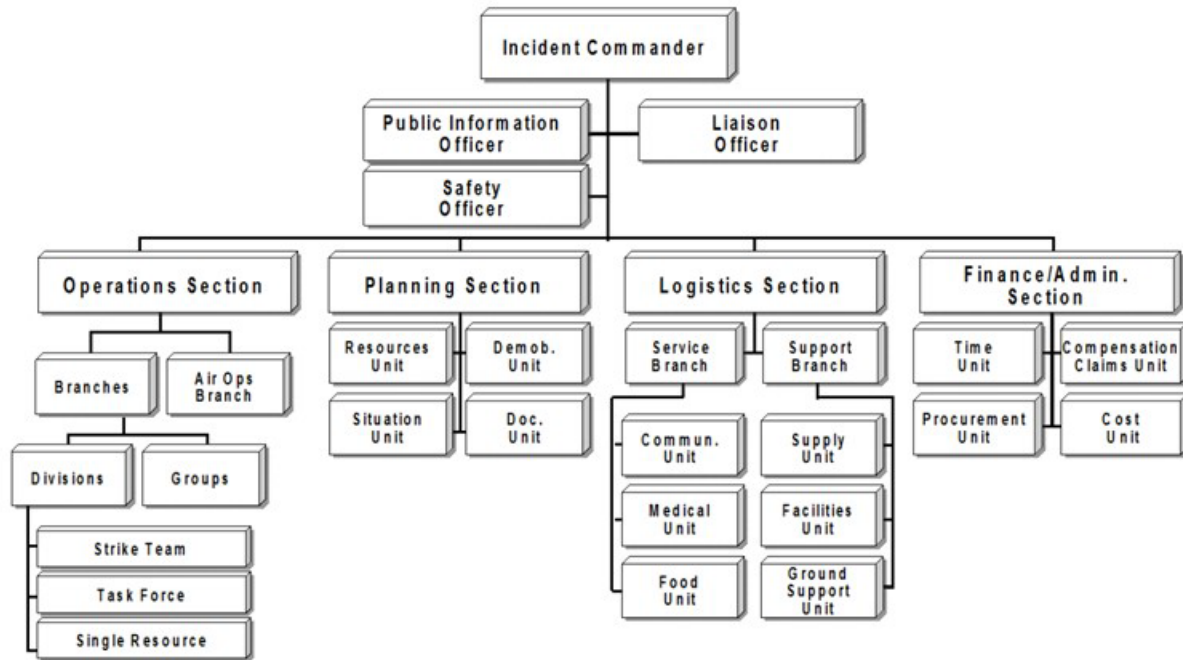 Incident Commander
Public Information
Officer
Liaison
Officer
Safety
Officer
Operations Section
Planning Section
Logistics Section
Finance/Admin.
Section
Branches
Air Ops
Branch
Divisions
Groups
Strike Team
Task Force
Single Resource
Resources
Unit
Demob.
Unit
Situation
Unit
Doc.
Unit
Service
Branch
Support
Branch
Commun.
Unit
Supply
Unit
Medical
Unit
Facilities
Unit
Food
Unit
Ground
Support
Unit
Time
Unit
Compensation
Claims Unit
Procurement
Unit
Cost
Unit